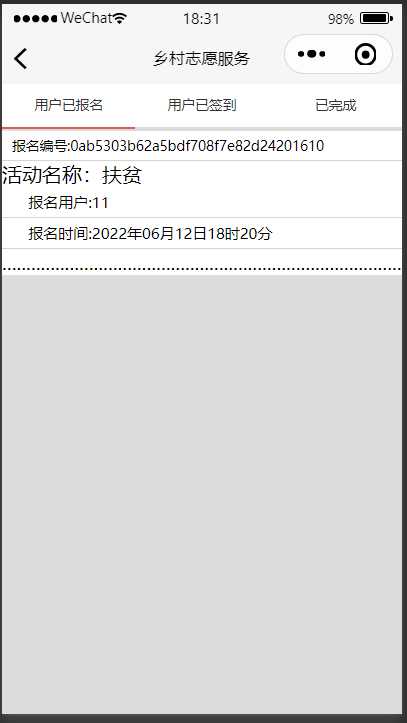 WeChat 18:31 98%
乡村志愿服务
用户已报名 用户已签到 已完成
报名编号:0ab5303b62a5bdf708f7e82d24201610
活动名称：扶贫
报名用户:11
报名时间:2022年06月12日18时20分